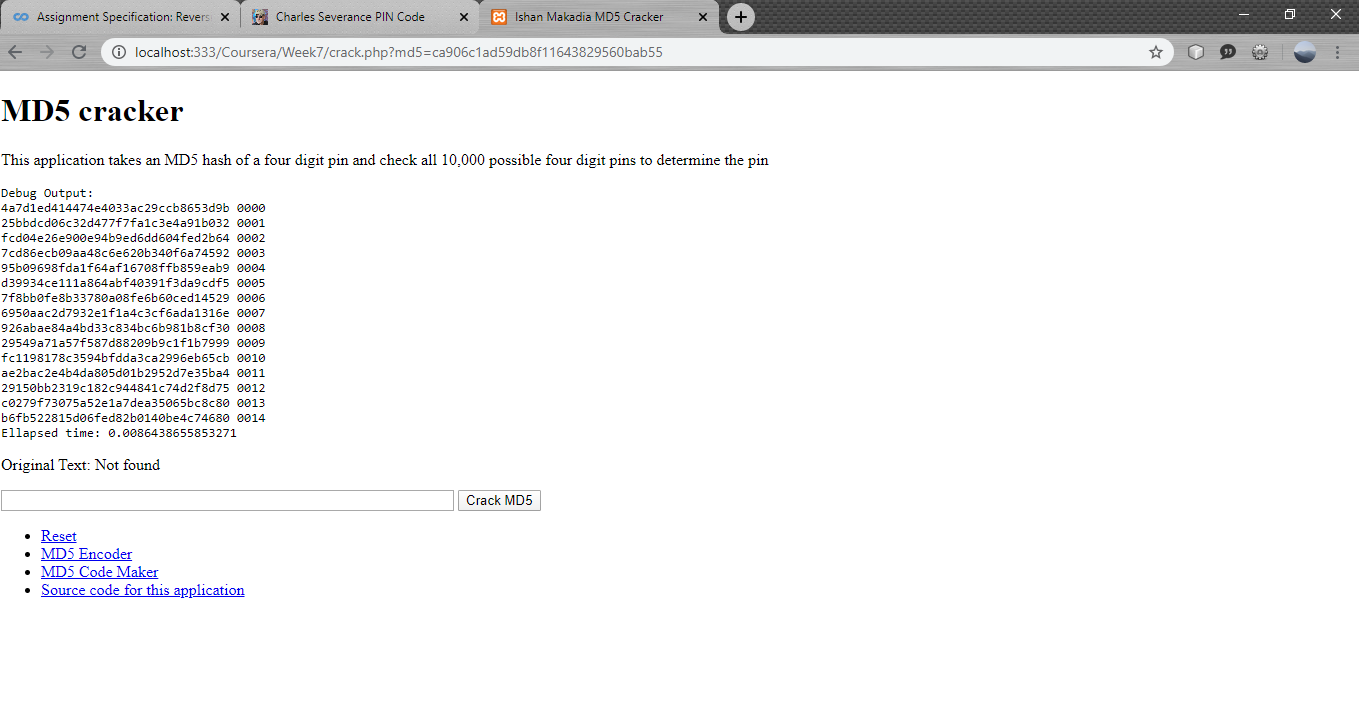 Assignment Specification: Revers
Charles Severance PIN Code
Ishan Makadia MD5 Cracker
localhost:333/Coursera/Week7/crack.php?md5=ca906c1ad59db8f11643829560bab55
MD5 cracker
This application takes an MD5 hash of a four digit pin and check all 10,000 possible four digit pins to determine the pin
Debug Output:
4a7d1ed414474e4033ac29ccb8653d9b 0000
25bbdcd06c32d477f7fa1c3e4a91b032 0001
fcd04e26e900e94b9ed6dd604fed2b64 0002
7cd86ecb09aa48c6e620b340f6a74592 0003
95b09698fda1f64af16708ffb859eab9 0004
d39934ce111a864abf40391f3da9cdf5 0005
7f8bb0fe8b33780a08fe6b60ced14529 0006
6950aac2d7932e1f1a4c3cf6ada1316e 0007
926abae84a4bd33c834bc6b981b8cf30 0008
29549a71a57f587d88209b9c1f1b7999 0009
fc1198178c3594bfdda3ca2996eb65cb 0010
ae2bac2e4b4da805d01b2952d7e35ba4 0011
29150bb2319c182c944841c74d2f8d75 0012
c0279f73075a52e1a7dea35065bc8c80 0013
b6fb522815d06fed82b0140be4c74680 0014
Ellapsed time: 0.0086438655853271
Original Text: Not found
Crack MD5
Reset
MD5 Encoder
MD5 Code Maker
Source code for this application